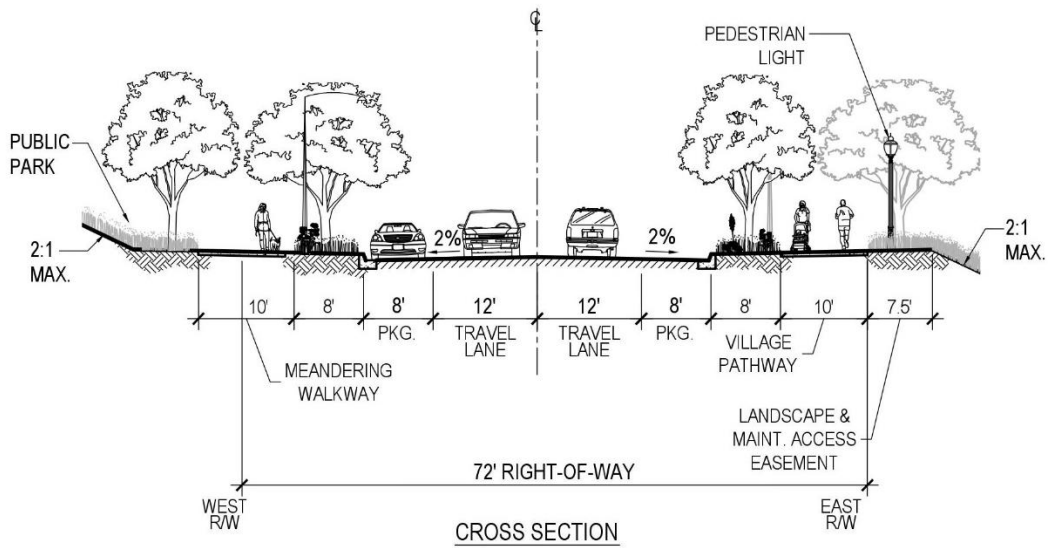 ℄
PEDESTRIAN
LIGHT
PUBLIC
PARK
2:1
MAX.
2%
2%
2:1
MAX.
10'
8'
8'
PKG.
12'
TRAVEL
LANE
12'
TRAVEL
LANE
8'
PKG.
8'
10'
7.5'
MEANDERING
WALKWAY
VILLAGE
PATHWAY
LANDSCAPE &
MAINT. ACCESS
EASEMENT
72' RIGHT-OF-WAY
WEST
R/W
EAST
R/W
CROSS SECTION